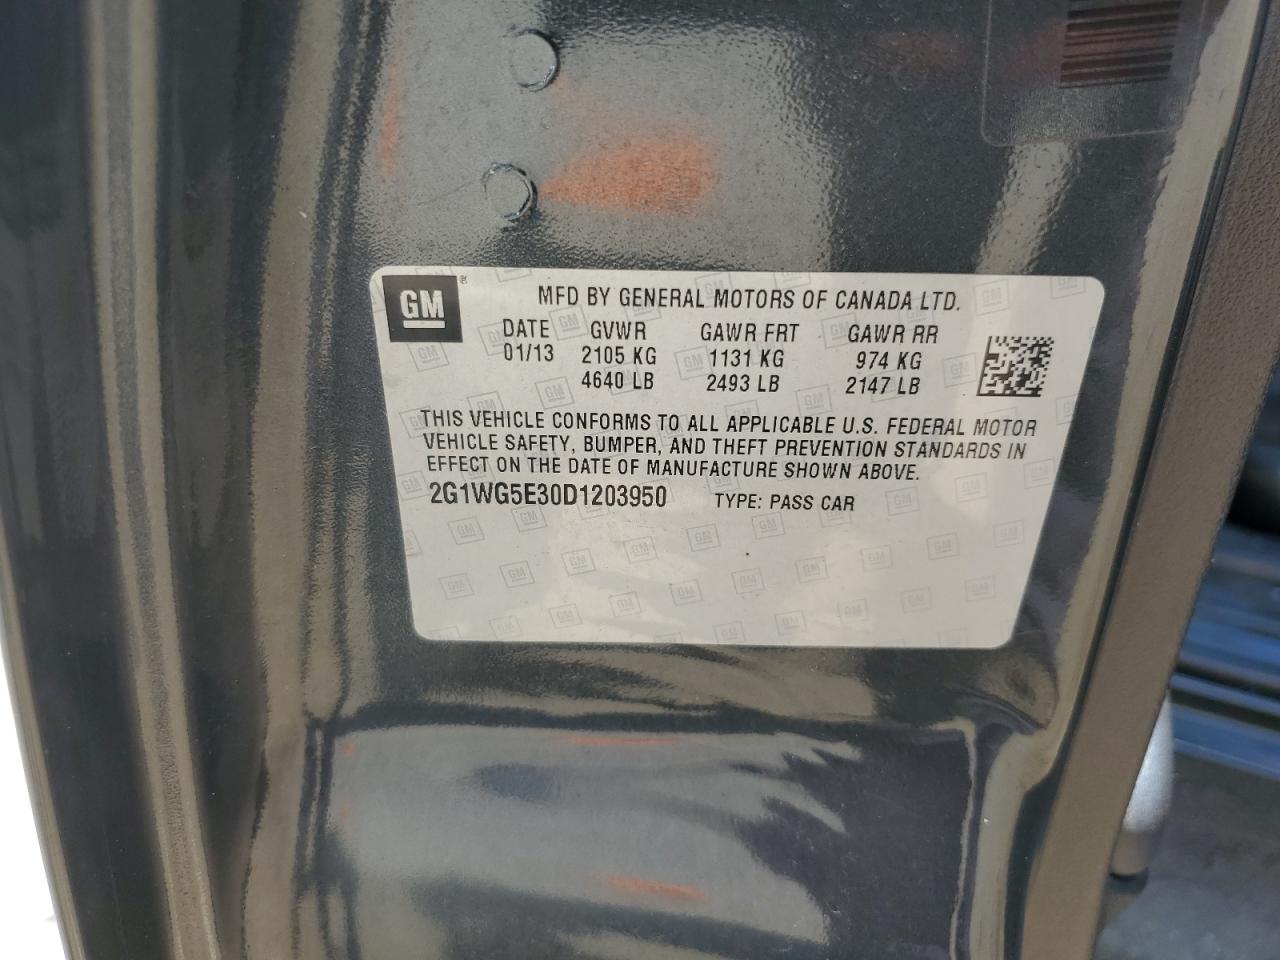 GM ®
MFD BY GENERAL MOTORS OF CANADA LTD.
DATE GVWR GAWR FRT GAWR RR
01/13 2105 KG 1131 KG 974 KG
4640 LB 2493 LB 2147 LB
THIS VEHICLE CONFORMS TO ALL APPLICABLE U.S. FEDERAL MOTOR
VEHICLE SAFETY, BUMPER, AND THEFT PREVENTION STANDARDS IN
EFFECT ON THE DATE OF MANUFACTURE SHOWN ABOVE.
2G1WG5E30D1203950 TYPE: PASS CAR